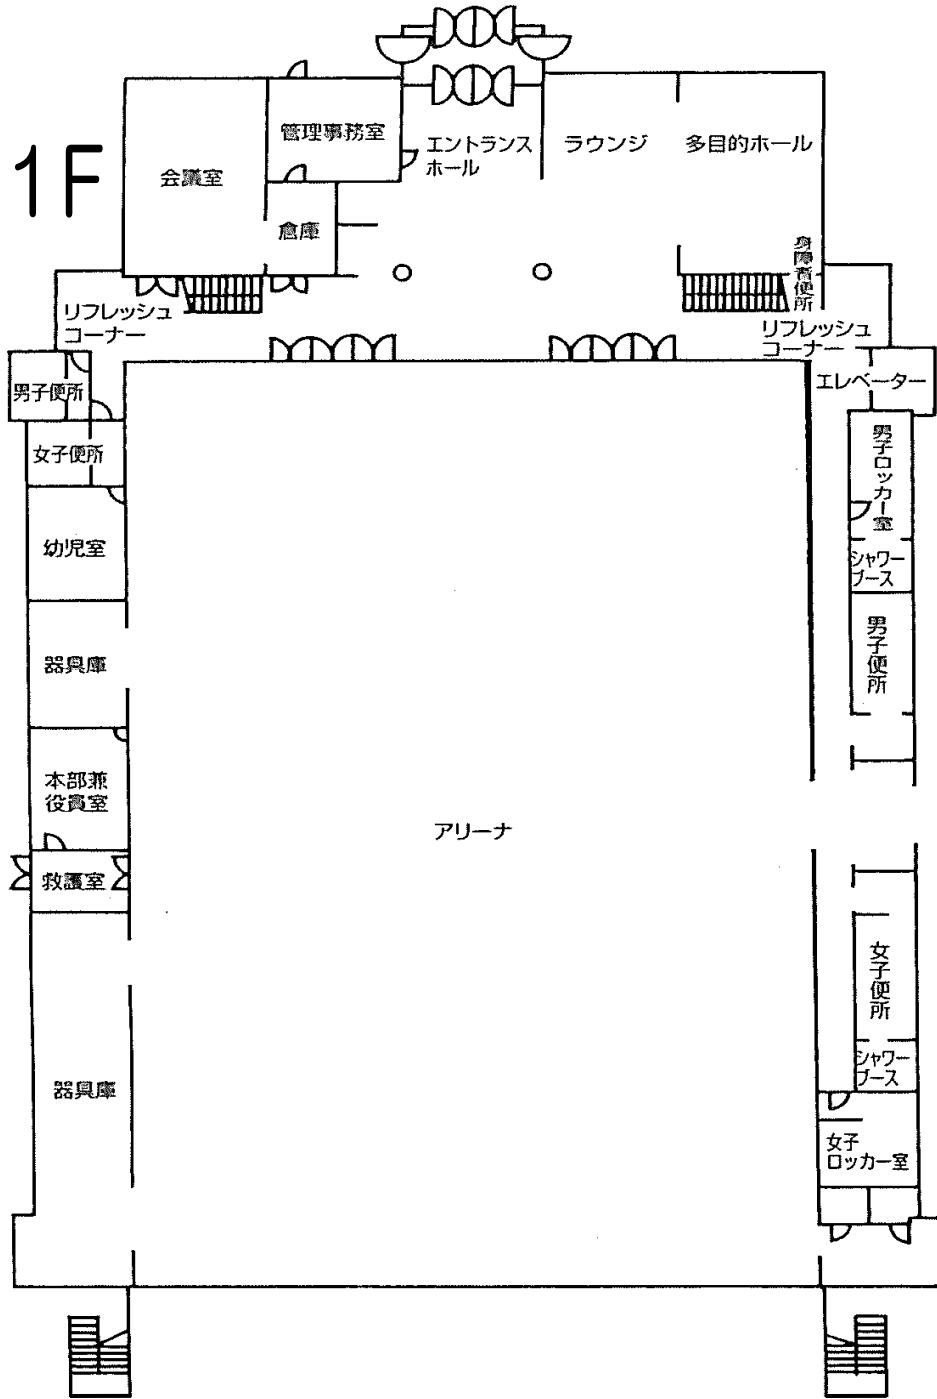 1F
管理事務室
エントランス
ホール
ラウンジ
多目的ホール
会議室
倉庫
身障者便所
リフレッシュ
コーナー
リフレッシュ
コーナー
男子便所
エレベーター
女子便所
男子ロッカー室
幼児室
シャワー
ブース
器具庫
男子便所
本部兼
役員室
アリーナ
救護室
女子便所
シャワー
ブース
器具庫
女子
ロッカー室